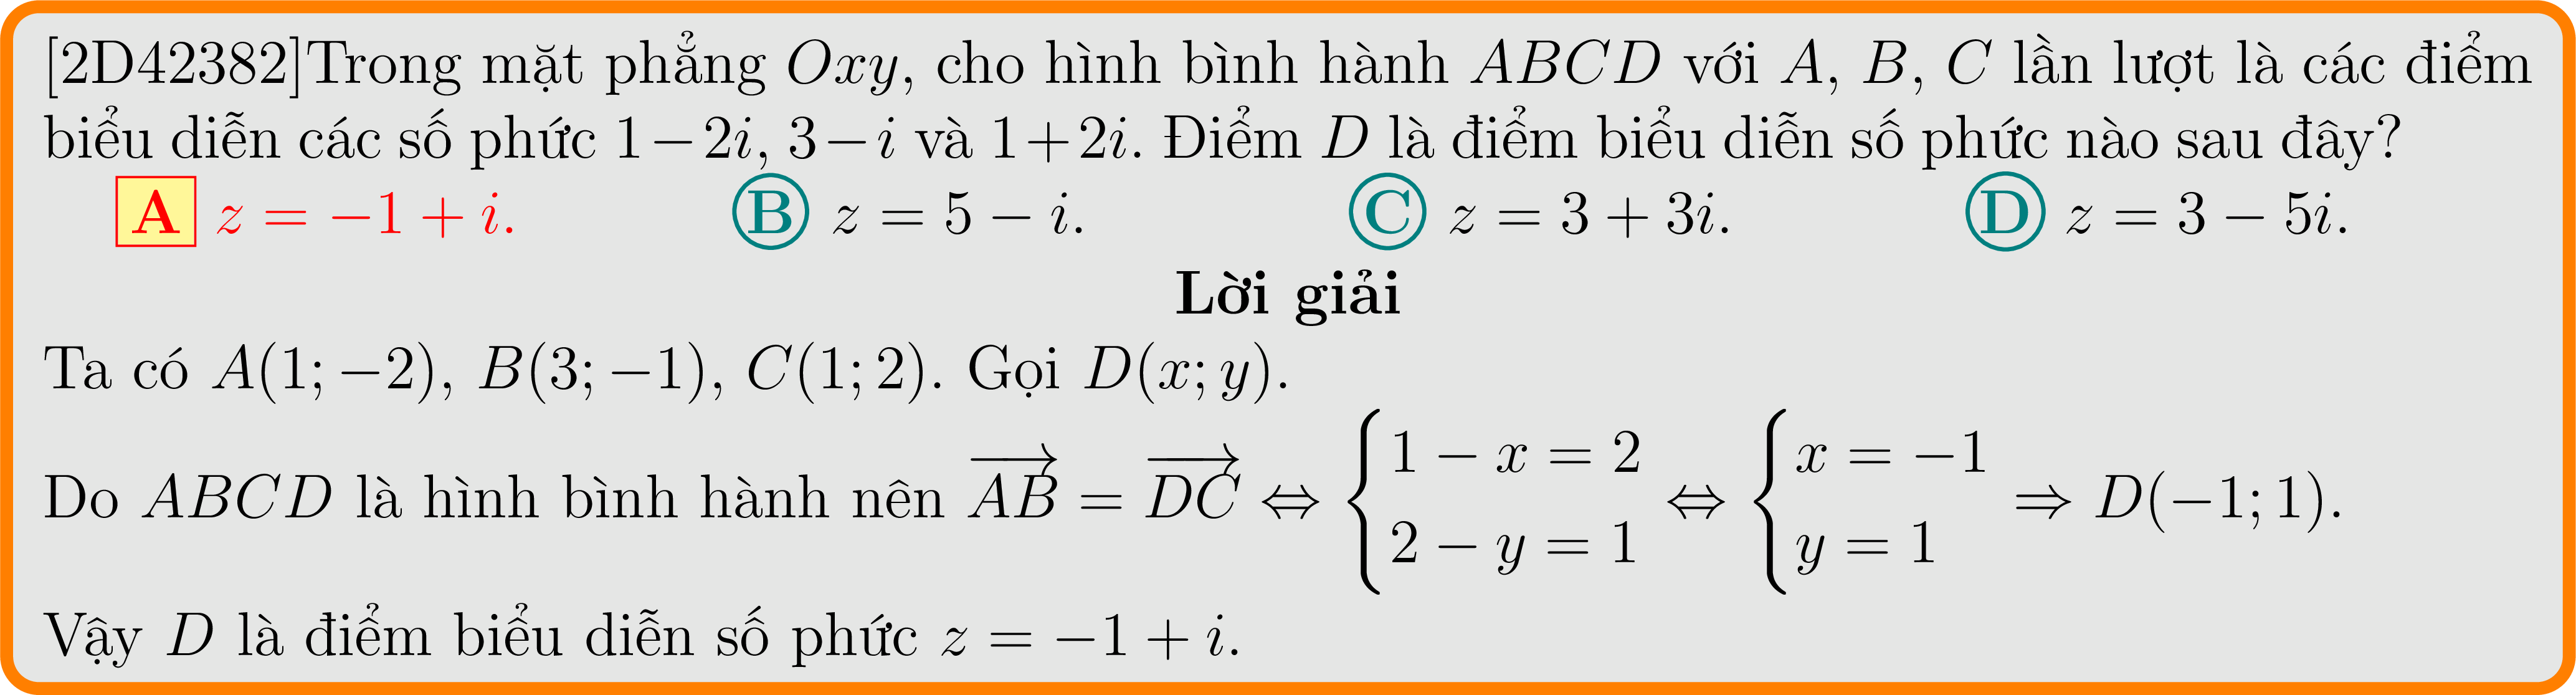 [2D42382]Trong mặt phẳng Oxy, cho hình bình hành ABCD với A, B, C lần lượt là các điểm
biểu diễn các số phức 1 − 2i, 3 − i và 1 + 2i. Điểm D là điểm biểu diễn số phức nào sau đây?
A z = −1 + i. B z = 5 − i. C z = 3 + 3i. D z = 3 − 5i.
Lời giải
Ta có A(1; −2), B(3; −1), C(1; 2). Gọi D(x; y).
Do ABCD là hình bình hành nên \overrightarrow{AB} = \overrightarrow{DC} ⇔ { 1 − x = 2 2 − y = 1 ⇔ { x = −1 y = 1 ⇒ D(−1; 1).
Vậy D là điểm biểu diễn số phức z = −1 + i.